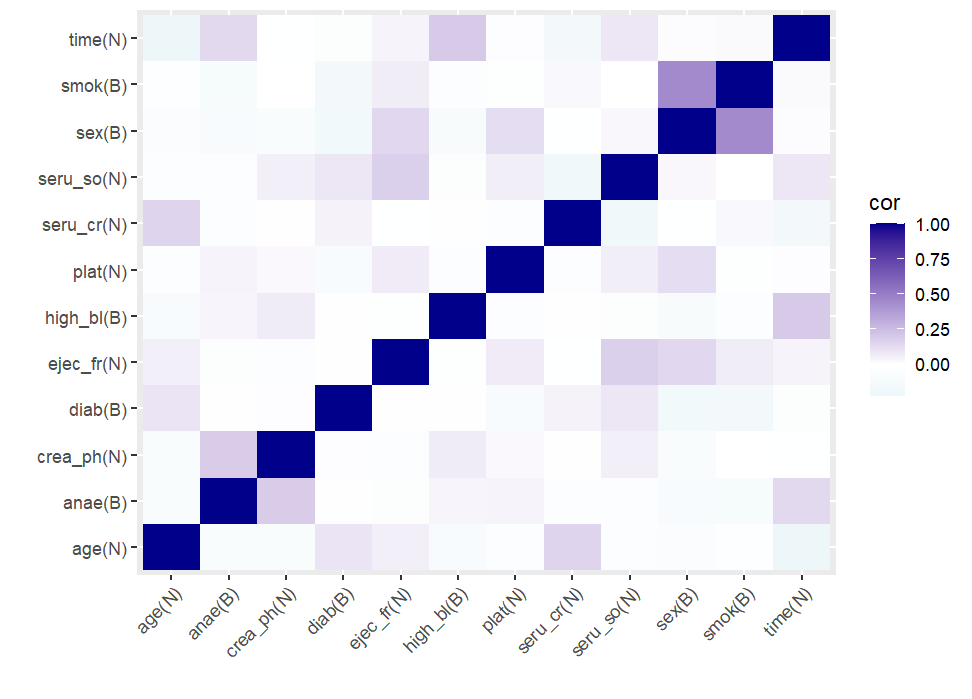 time(N)
smok(B)
sex(B)
seru_so(N)
seru_cr(N)
plat(N)
high_bl(B)
ejec_fr(N)
diab(B)
crea_ph(N)
anae(B)
age(N)
age(N)
anae(B)
crea_ph(N)
diab(B)
ejec_fr(N)
high_bl(B)
plat(N)
seru_cr(N)
seru_so(N)
sex(B)
smok(B)
time(N)
cor
1.00
0.75
0.50
0.25
0.00